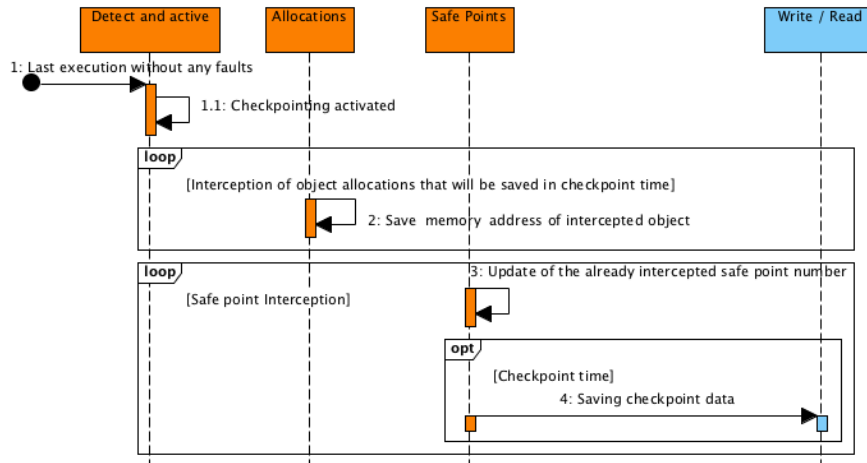 Detect and active
Allocations
Safe Points
Write / Read
1: Last execution without any faults
1.1: Checkpointing activated
loop
[Interception of object allocations that will be saved in checkpoint time]
2: Save memory address of intercepted object
loop
3: Update of the already intercepted safe point number
[Safe point Interception]
opt
[Checkpoint time]
4: Saving checkpoint data